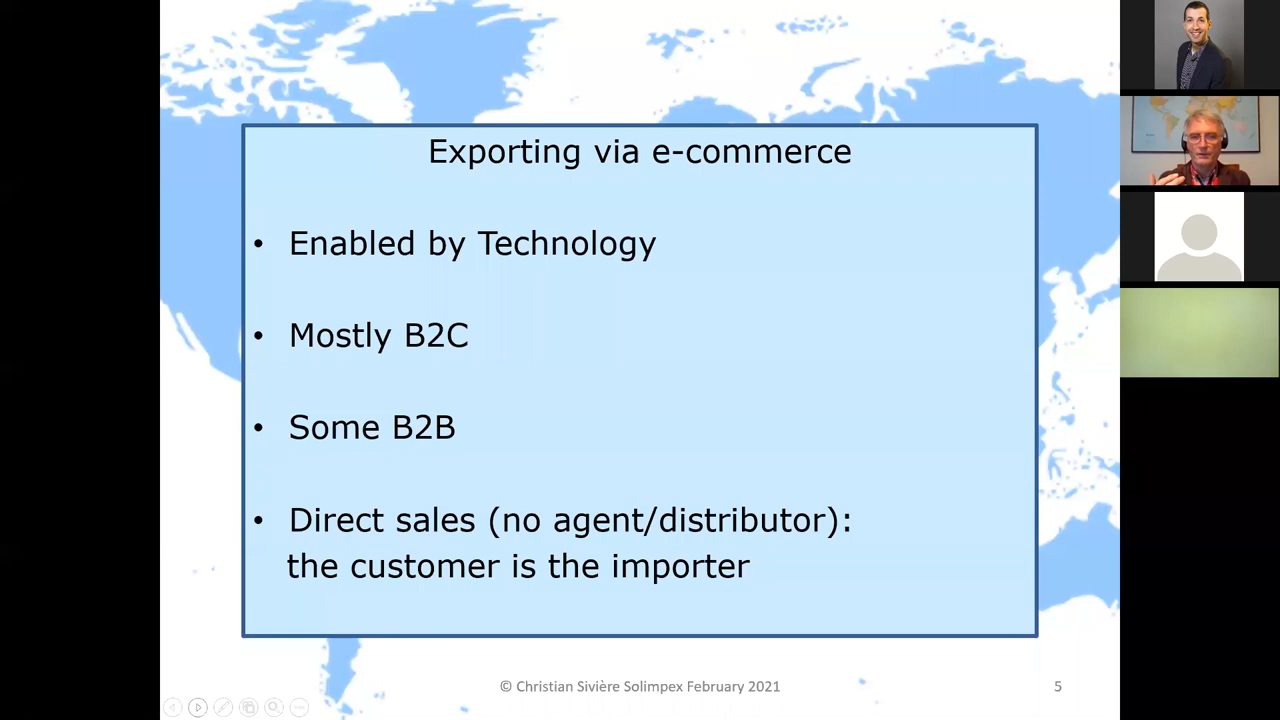 Exporting via e-commerce
• Enabled by Technology
• Mostly B2C
• Some B2B
• Direct sales (no agent/distributor):
the customer is the importer
© Christian Sivière Solimpex February 2021
5